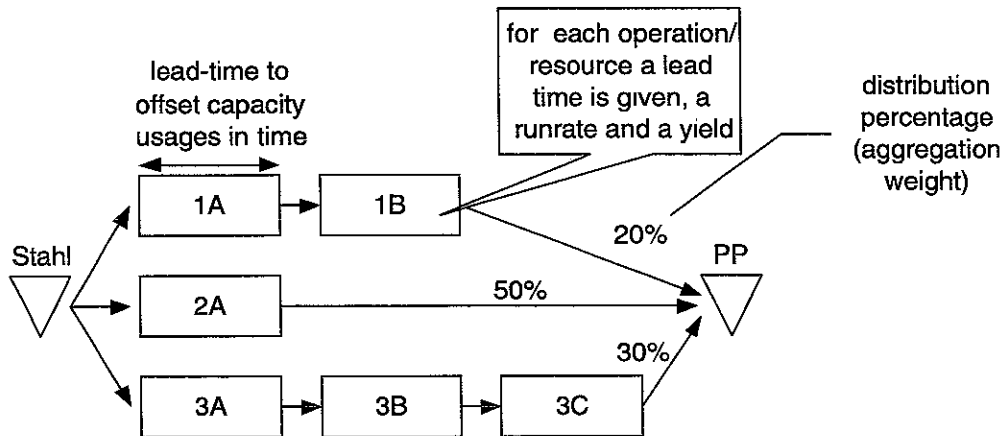 for each operation/
resource a lead
time is given, a
runrate and a yield
lead-time to
offset capacity
usages in time
distribution
percentage
(aggregation
weight)
1A
1B
20%
Stahl
PP
2A
50%
30%
3A
3B
3C